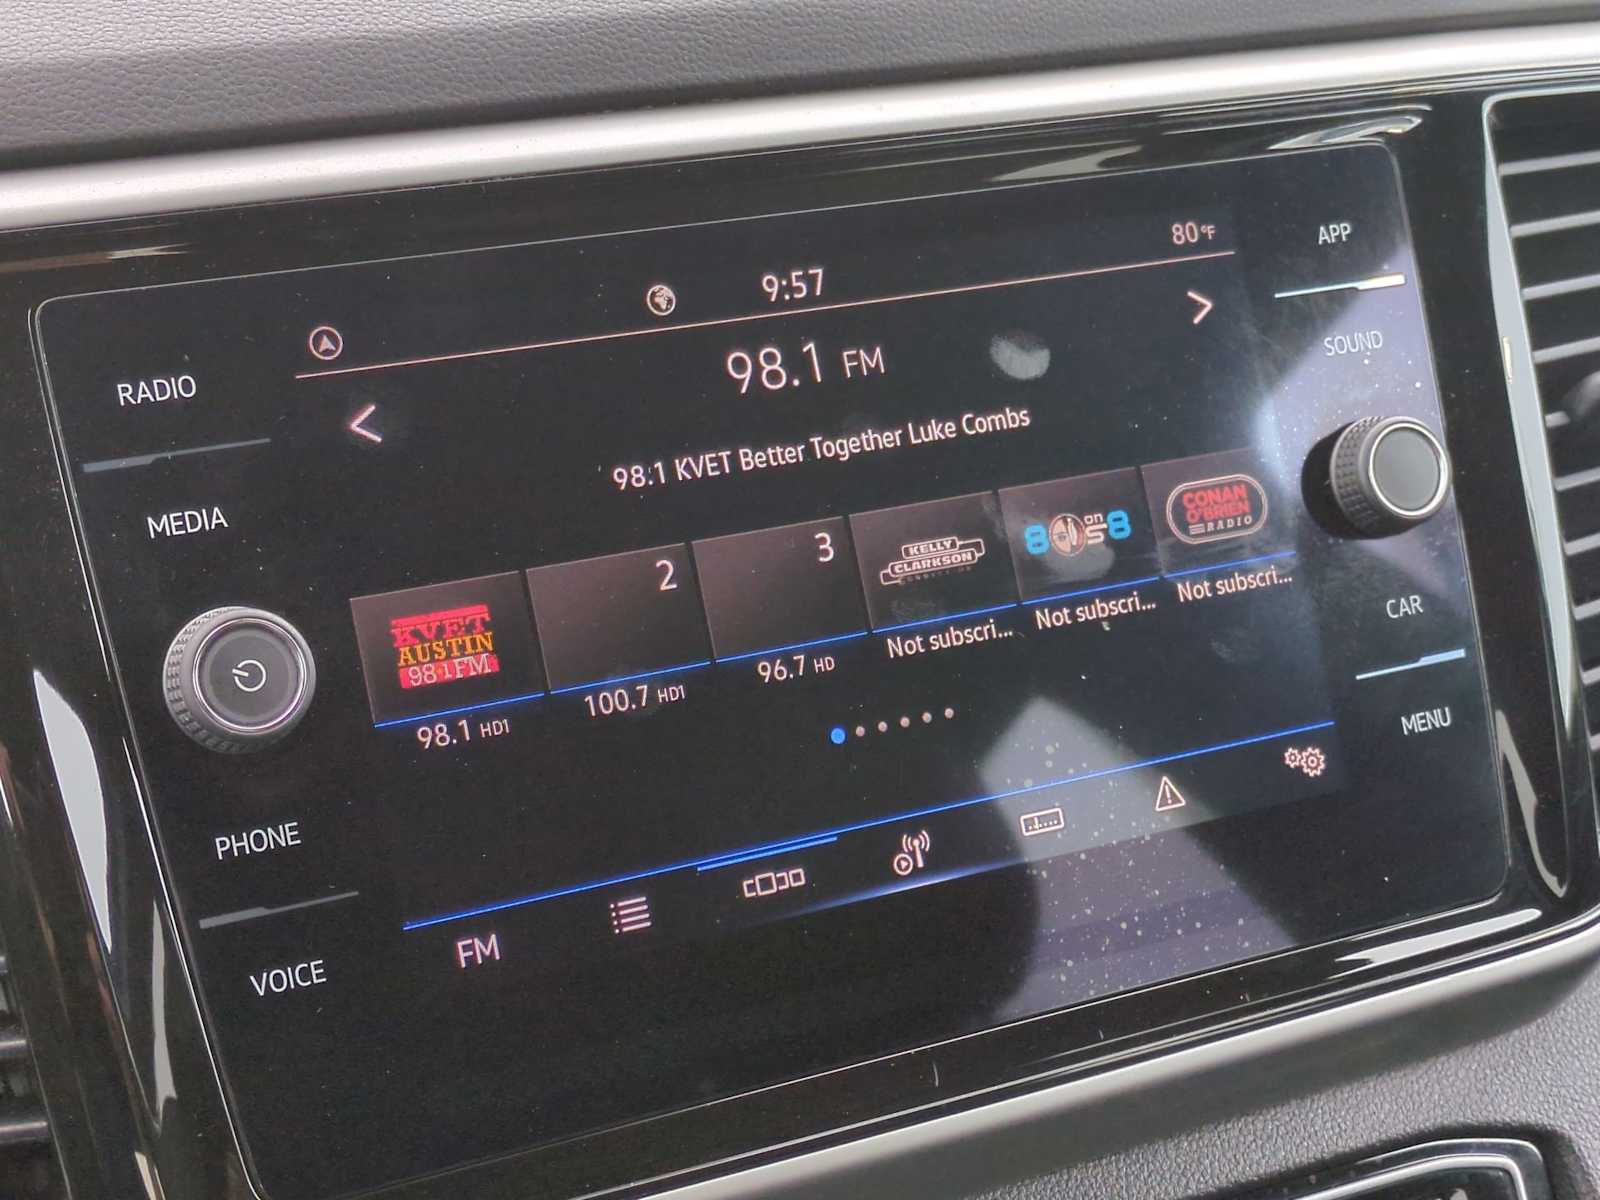 80°F
APP
9:57
98.1 FM
SOUND
RADIO
98.1 KVET Better Together Luke Combs
MEDIA
KVET
AUSTIN
98.1FM
98.1 HD1
2
100.7 HD1
3
96.7 HD
KELLY
CLARKSON
Not subscri...
80s on 8
Not subscri...
CONAN
O'BRIEN
RADIO
Not subscri...
CAR
MENU
PHONE
VOICE
FM